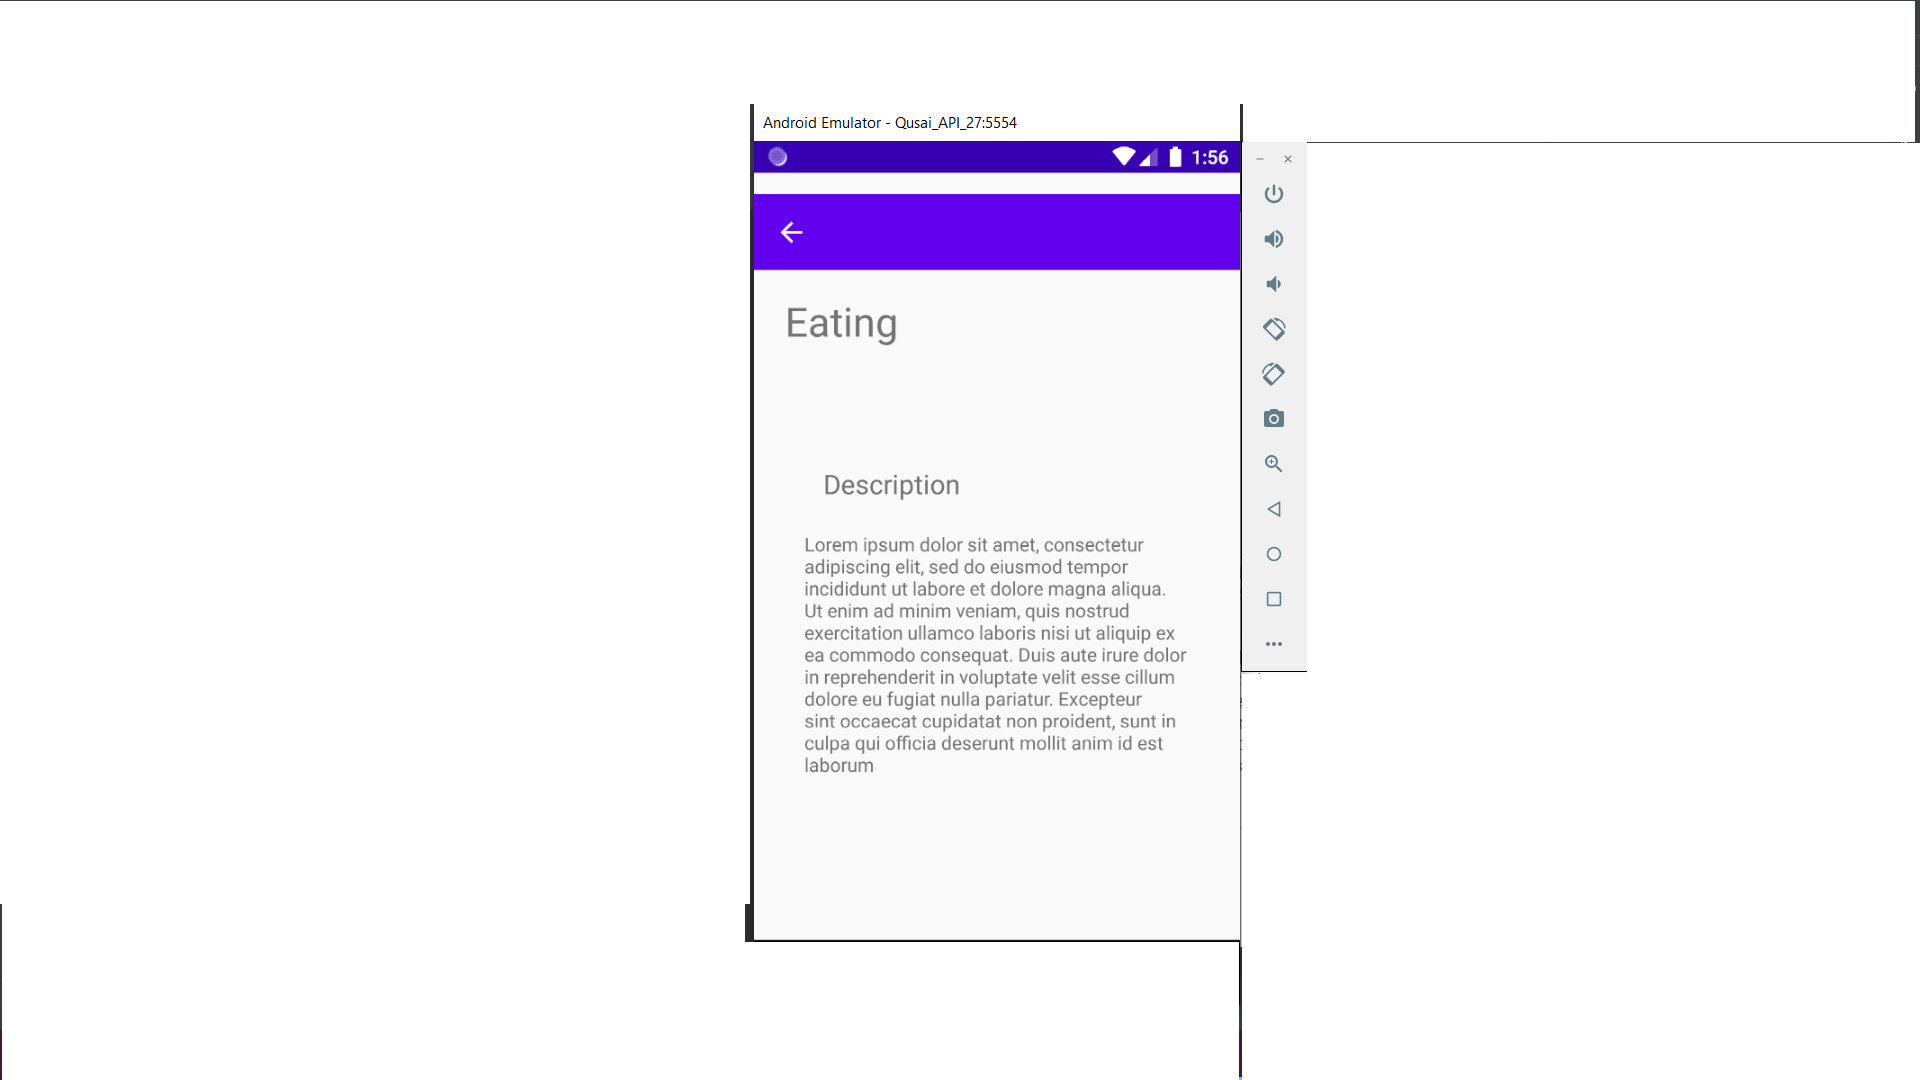 Android Emulator - Qusai_API_27:5554
1:56
Eating
Description
Lorem ipsum dolor sit amet, consectetur
adipiscing elit, sed do eiusmod tempor
incididunt ut labore et dolore magna aliqua.
Ut enim ad minim veniam, quis nostrud
exercitation ullamco laboris nisi ut aliquip ex
ea commodo consequat. Duis aute irure dolor
in reprehenderit in voluptate velit esse cillum
dolore eu fugiat nulla pariatur. Excepteur
sint occaecat cupidatat non proident, sunt in
culpa qui officia deserunt mollit anim id est
laborum